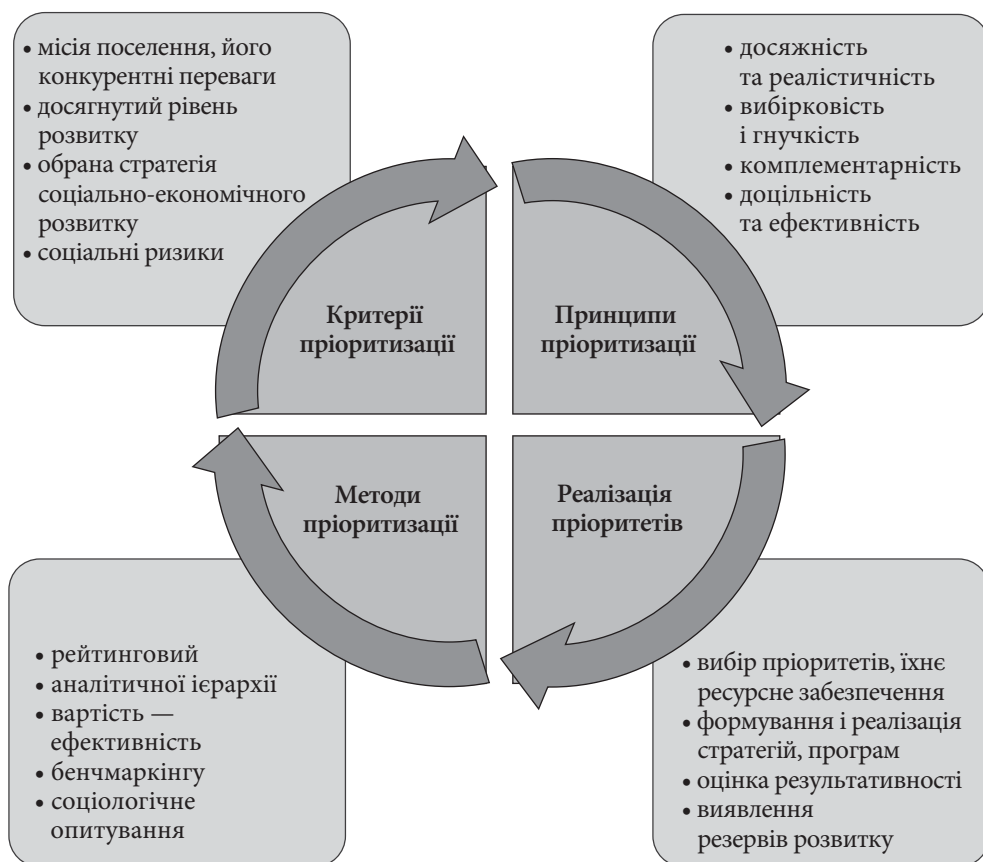 • місія поселення, його
конкурентні переваги
• досягнутий рівень
розвитку
• обрана стратегія
соціально-економічного
розвитку
• соціальні ризики
• досяжність
та реалістичність
• вибірковість
і гнучкість
• комплементарність
• доцільність
та ефективність
Критерії
пріоритизації
Принципи
пріоритизації
Методи
пріоритизації
Реалізація
пріоритетів
• рейтинговий
• аналітичної ієрархії
• вартість —
ефективність
• бенчмаркінгу
• соціологічне
опитування
• вибір пріоритетів, їхнє
ресурсне забезпечення
• формування і реалізація
стратегій, програм
• оцінка результативності
• виявлення
резервів розвитку